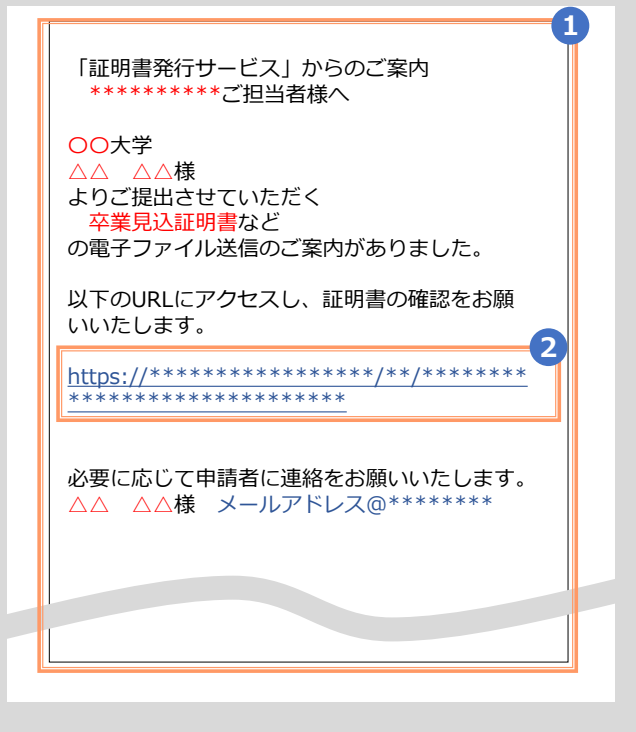 1
「証明書発行サービス」からのご案内
**********ご担当者様へ
〇〇大学
△△　△△様
よりご提出させていただく
卒業見込証明書など
の電子ファイル送信のご案内がありました。
以下のURLにアクセスし、証明書の確認をお願
いいたします。
2
https://*****************/**/********
*********************
必要に応じて申請者に連絡をお願いいたします。
△△　△△様　メールアドレス@********